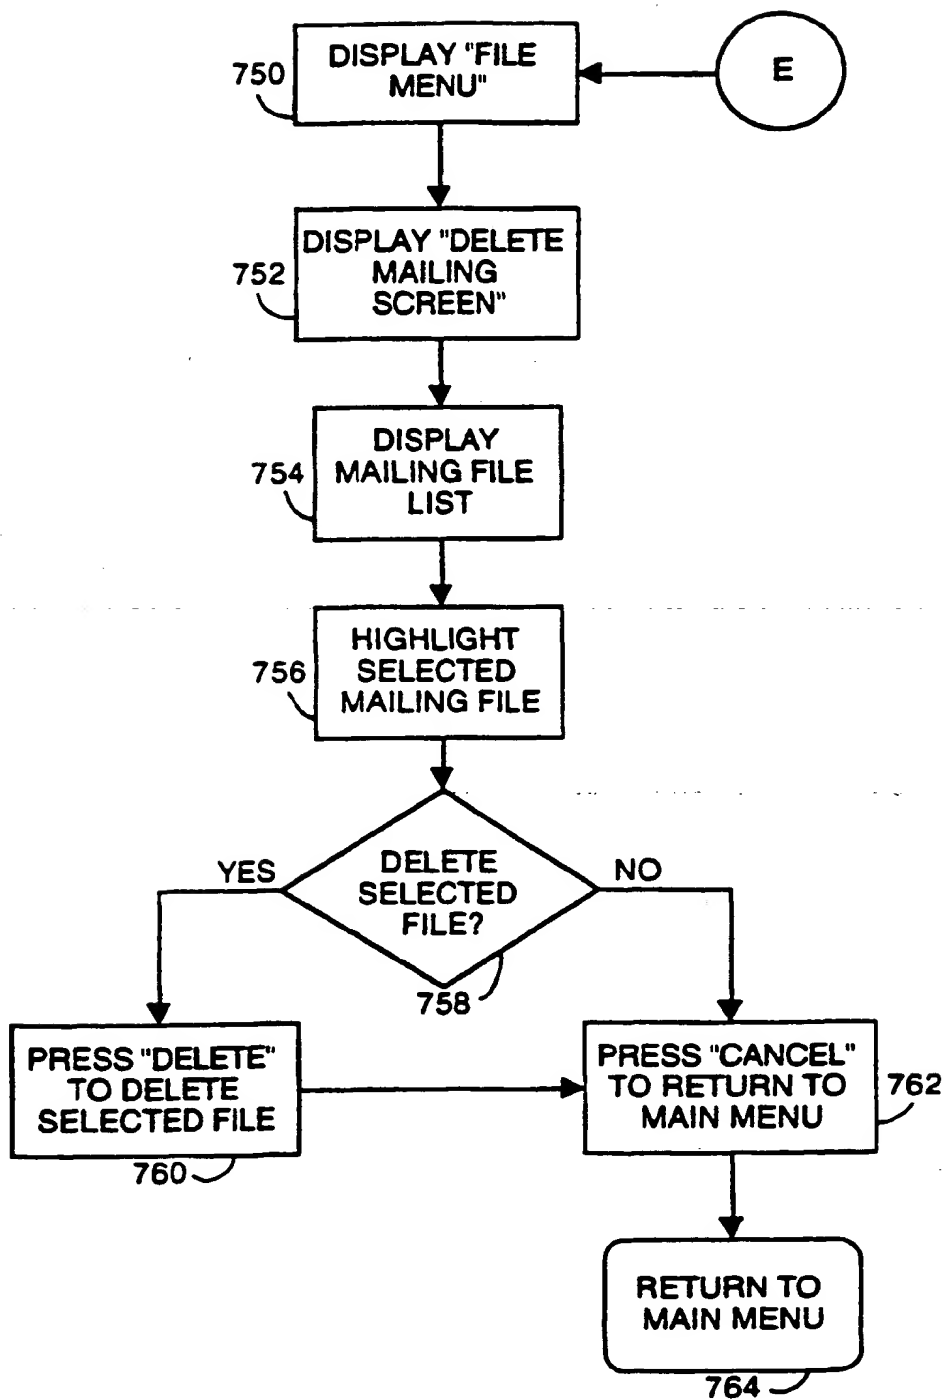 DISPLAY "FILE
MENU"
E
750
DISPLAY "DELETE
MAILING
SCREEN"
752
DISPLAY
MAILING FILE
LIST
754
HIGHLIGHT
SELECTED
MAILING FILE
756
YES
DELETE
SELECTED
FILE?
NO
758
PRESS "DELETE"
TO DELETE
SELECTED FILE
760
PRESS "CANCEL"
TO RETURN TO
MAIN MENU
762
RETURN TO
MAIN MENU
764